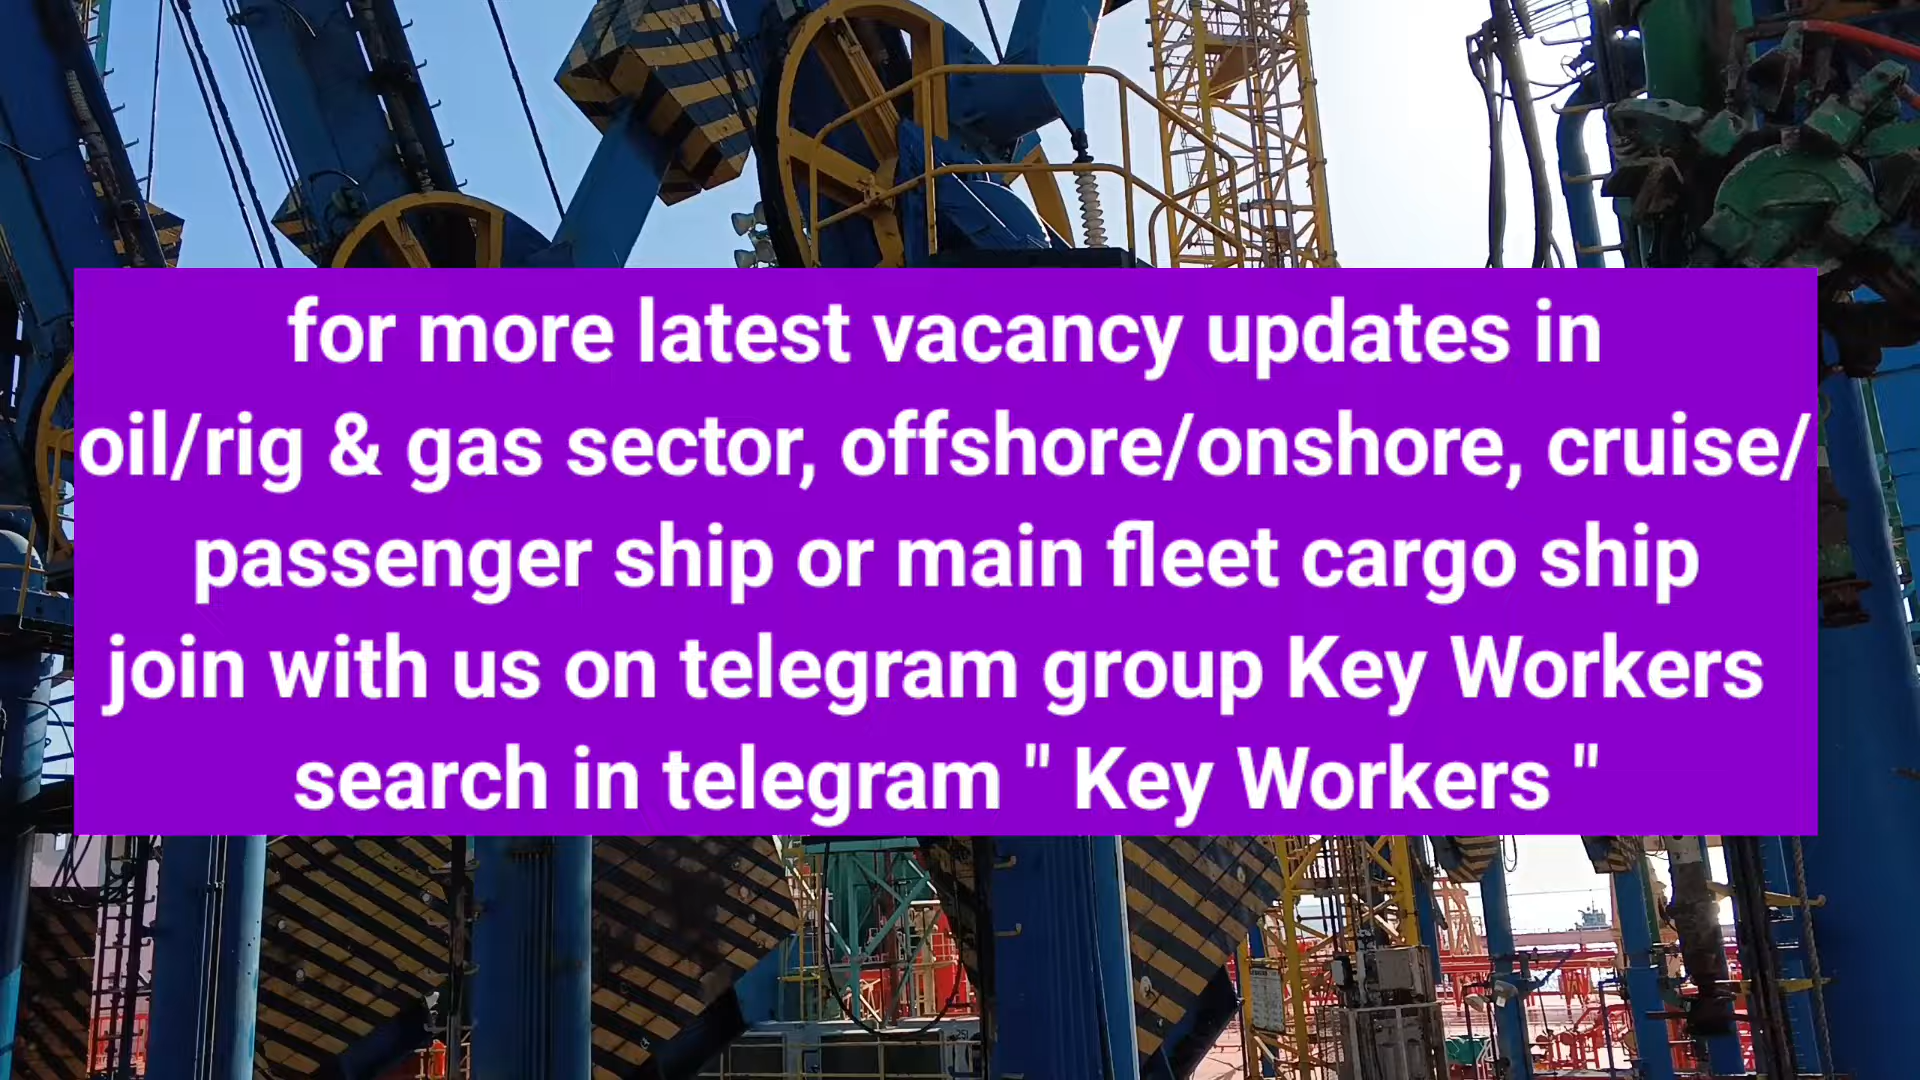 for more latest vacancy updates in
oil/rig & gas sector, offshore/onshore, cruise/
passenger ship or main fleet cargo ship
join with us on telegram group Key Workers
search in telegram " Key Workers "